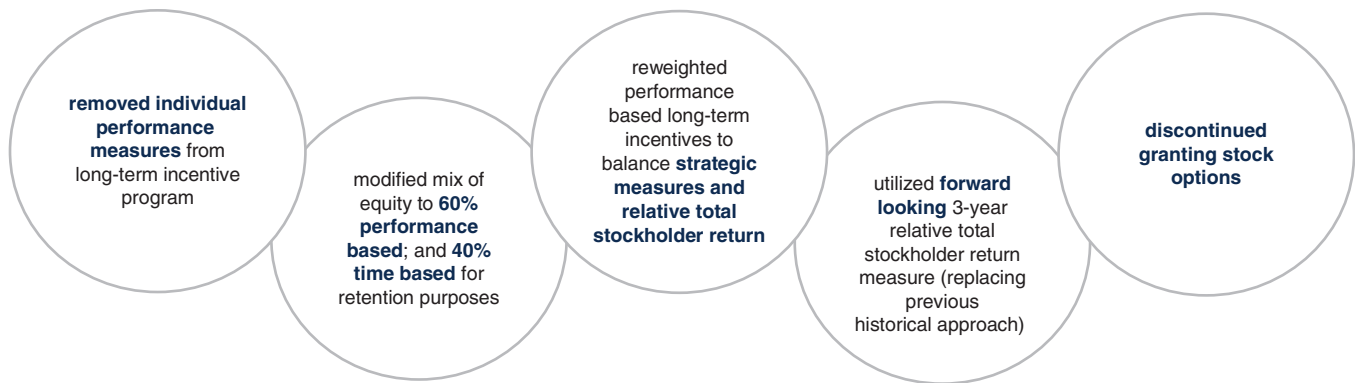 removed individual
performance
measures from
long-term incentive
program
modified mix of
equity to 60%
performance
based; and 40%
time based for
retention purposes
reweighted
performance
based long-term
incentives to
balance strategic
measures and
relative total
stockholder return
utilized forward
looking 3-year
relative total
stockholder return
measure (replacing
previous
historical approach)
discontinued
granting stock
options